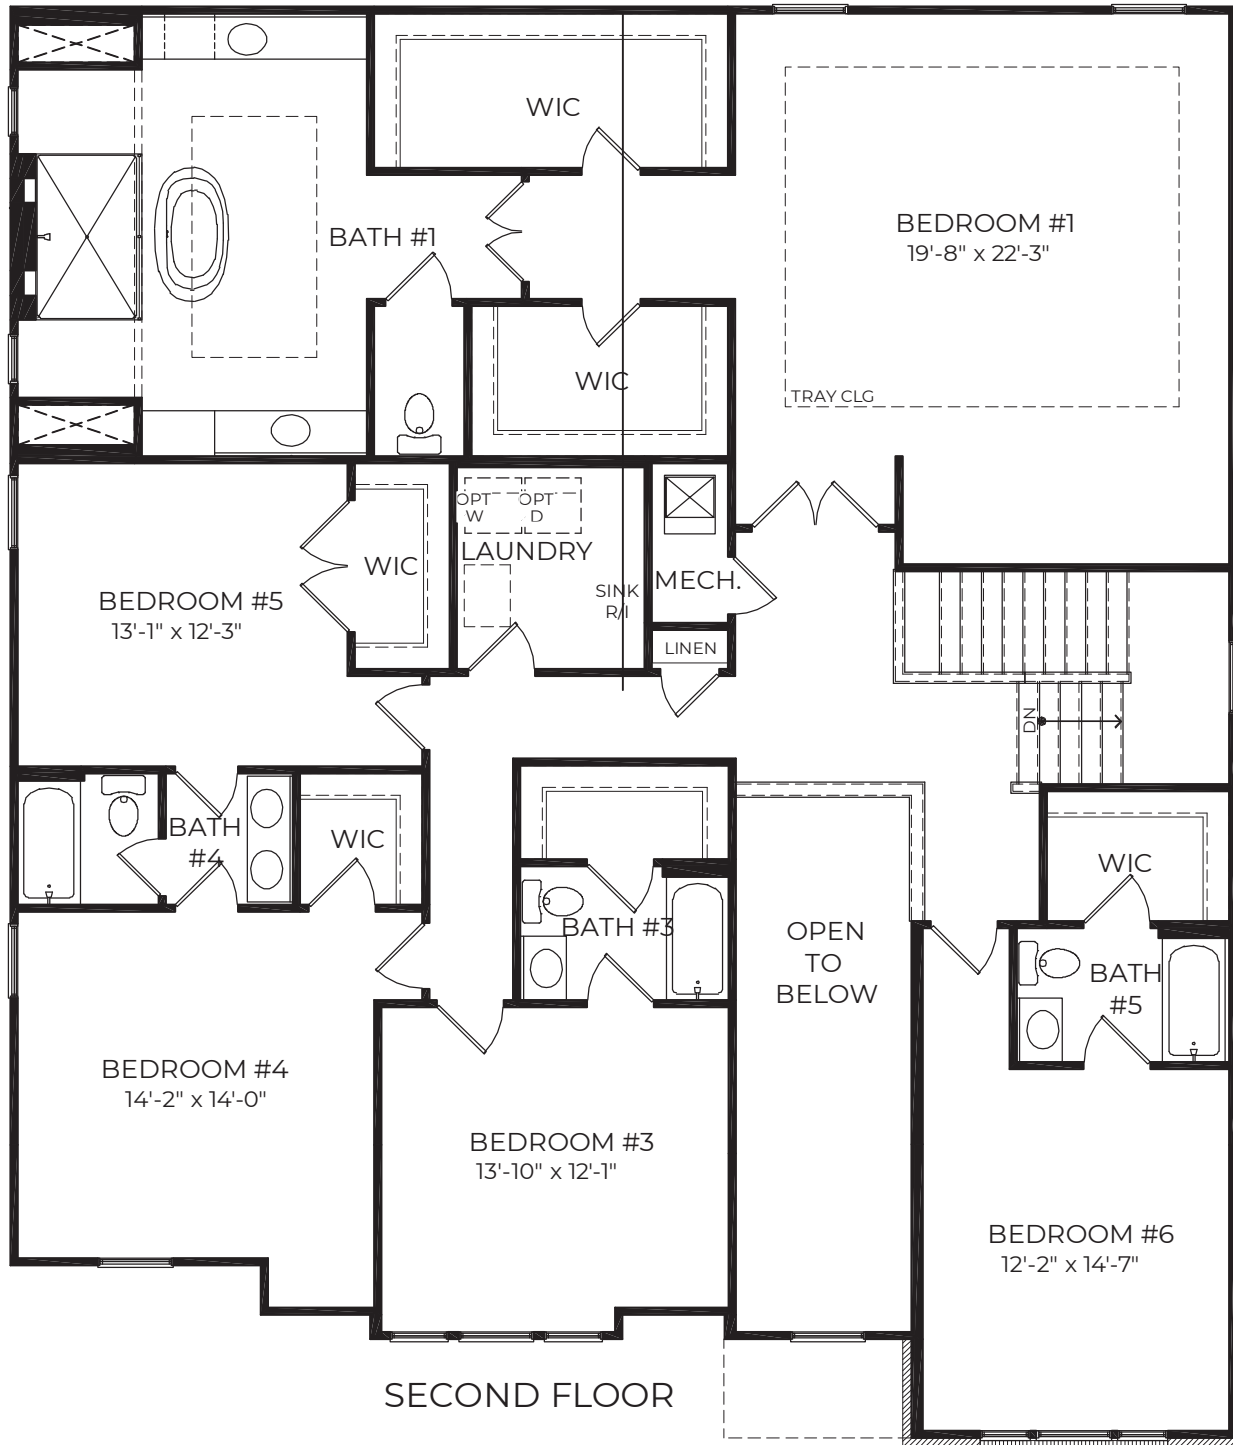 WIC
BATH #1
BEDROOM #1
19'-8" x 22'-3"
WIC
TRAY CLG
OPT
W
OPT
D
LAUNDRY
WIC
SINK
R/I
MECH.
LINEN
BEDROOM #5
13'-1" x 12'-3"
DN
BATH
#4
WIC
WIC
BATH #3
OPEN
TO
BELOW
BATH
#5
BEDROOM #4
14'-2" x 14'-0"
BEDROOM #3
13'-10" x 12'-1"
BEDROOM #6
12'-2" x 14'-7"
SECOND FLOOR